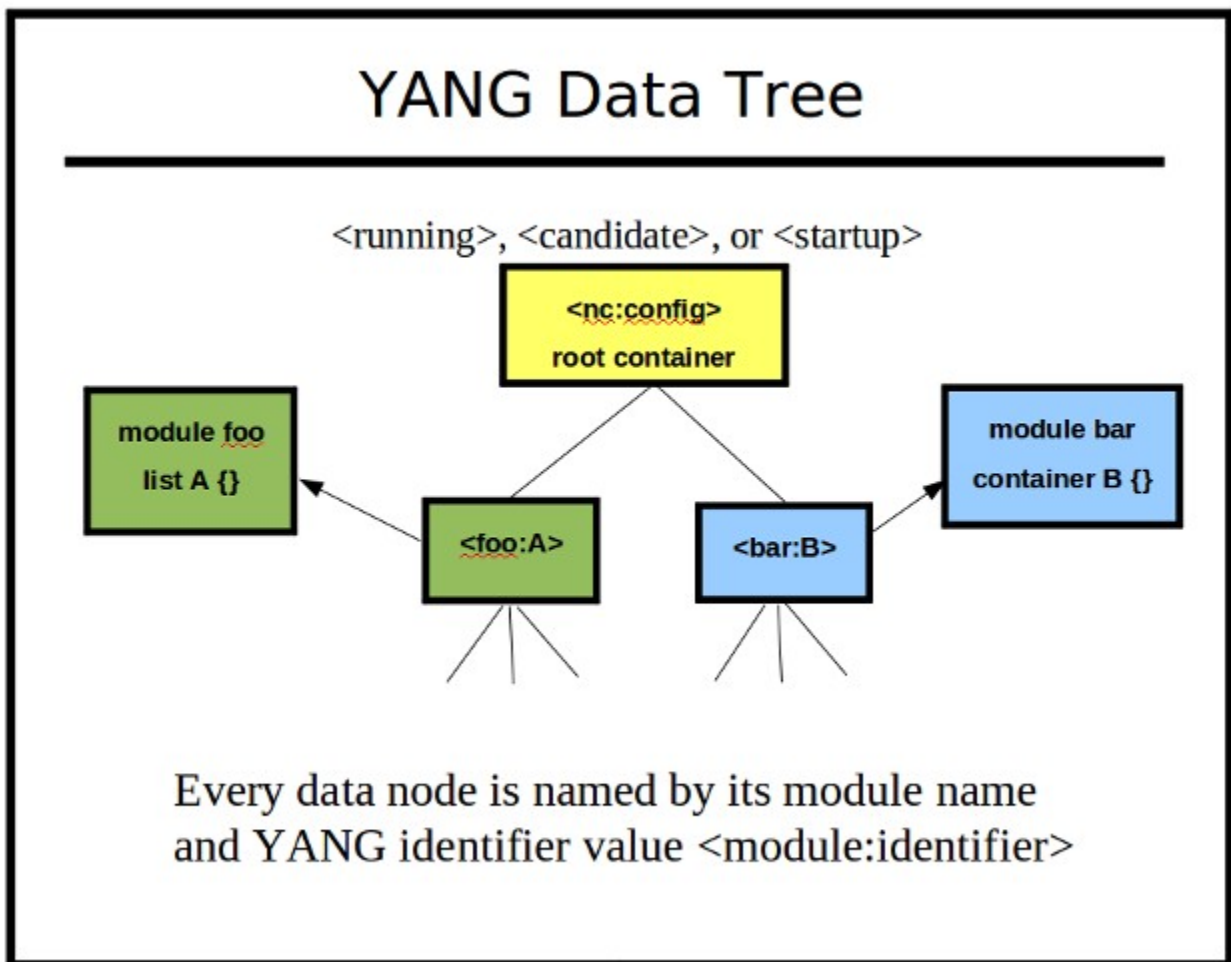 YANG Data Tree
<running>, <candidate>, or <startup>
<nc:config>
root container
module foo
list A {}
module bar
container B {}
<foo:A>
<bar:B>
Every data node is named by its module name
and YANG identifier value <module:identifier>